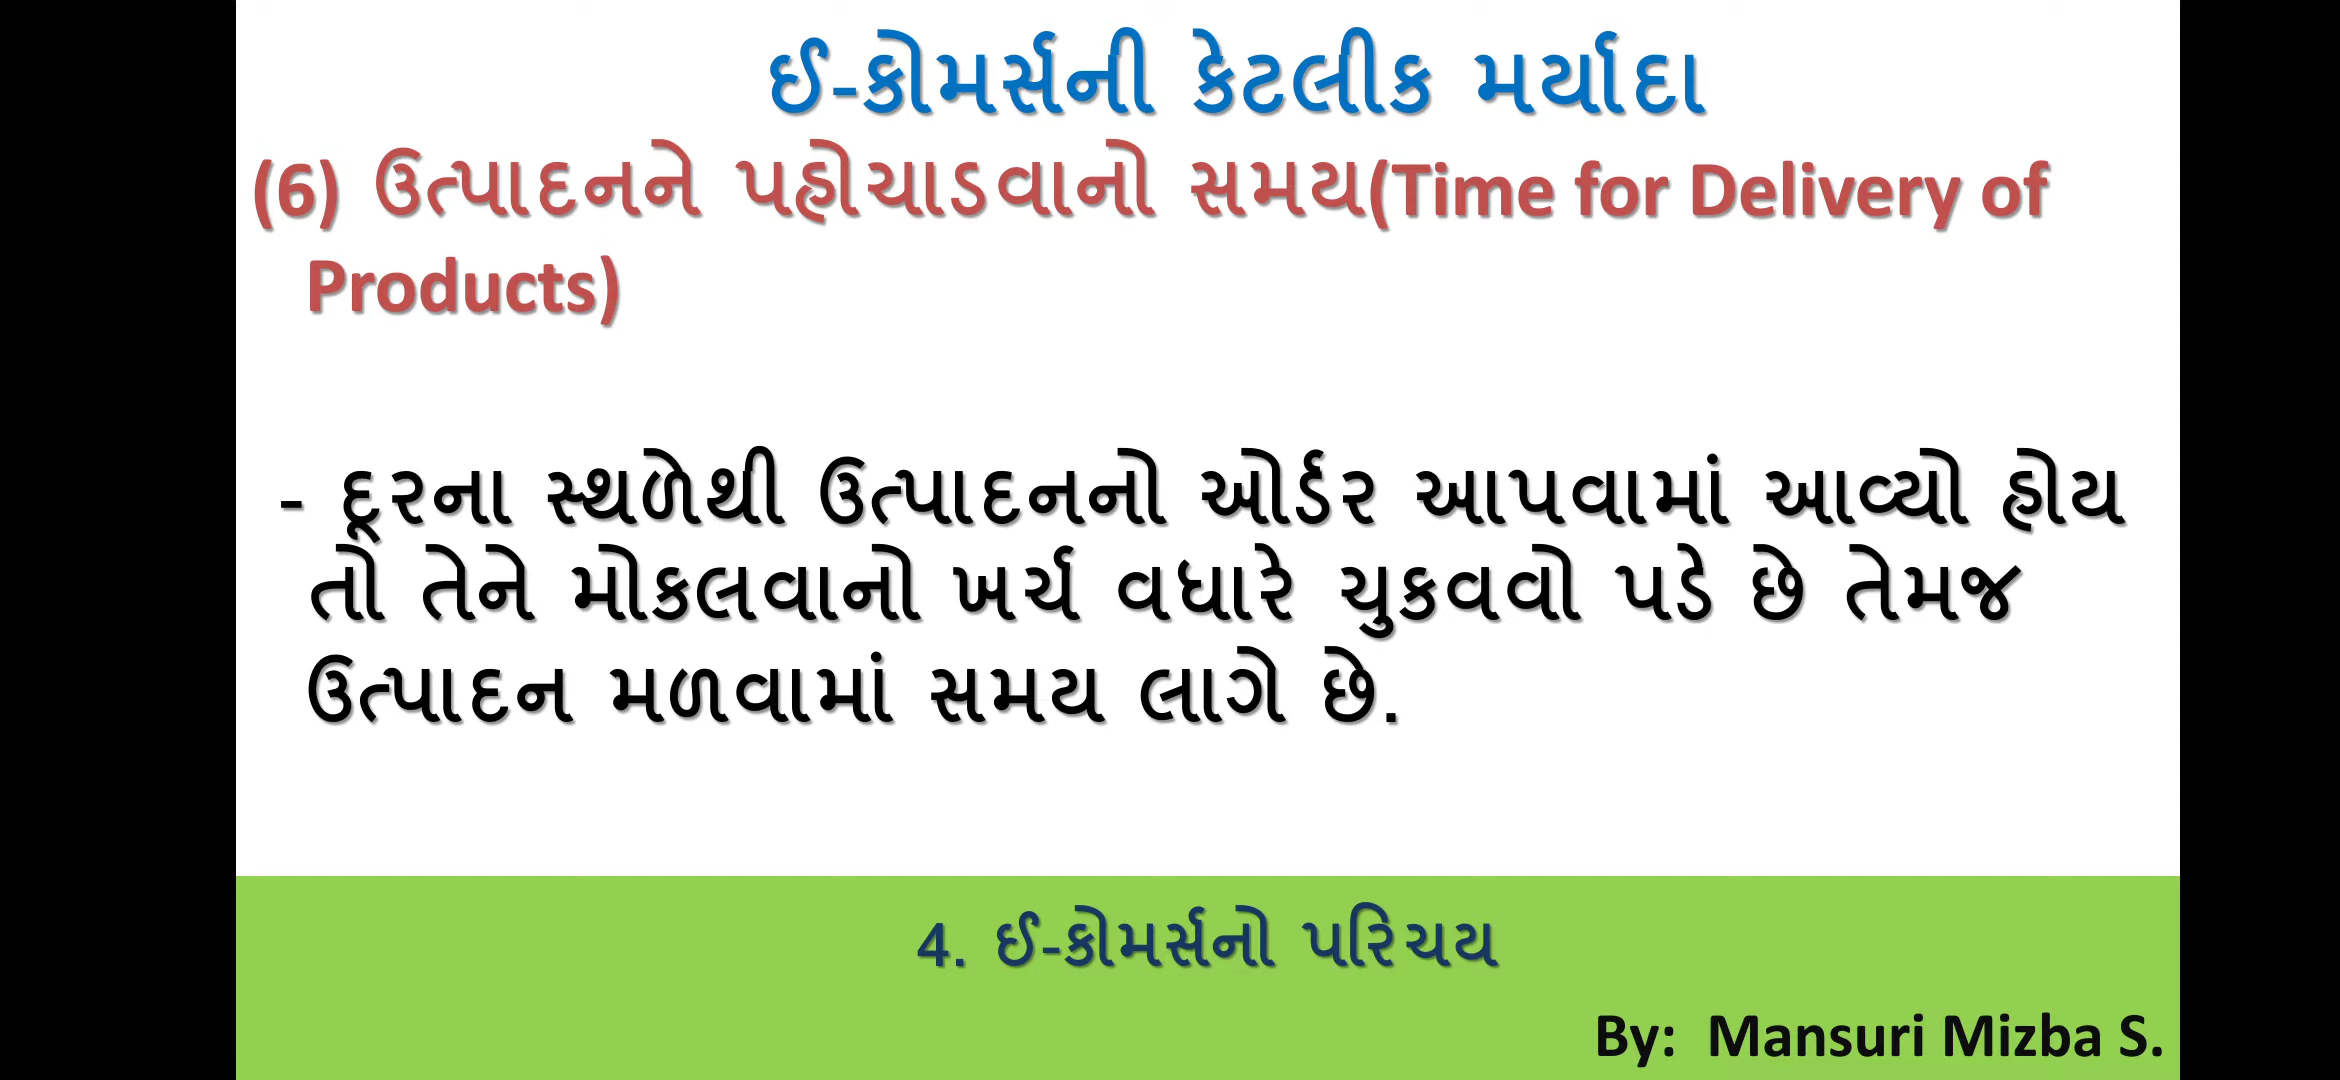 ઈ-કોમર્સની કેટલીક મર્યાદા
(6) ઉત્પાદનને પહોચાડવાનો સમય(Time for Delivery of
Products)
- દૂરના સ્થળેથી ઉત્પાદનનો ઓર્ડર આપવામાં આવ્યો હોય
તો તેને મોકલવાનો ખર્ચ વધારે ચુકવવો પડે છે તેમજ
ઉત્પાદન મળવામાં સમય લાગે છે.
4. ઈ-કોમર્સનો પરિચય
By: Mansuri Mizba S.